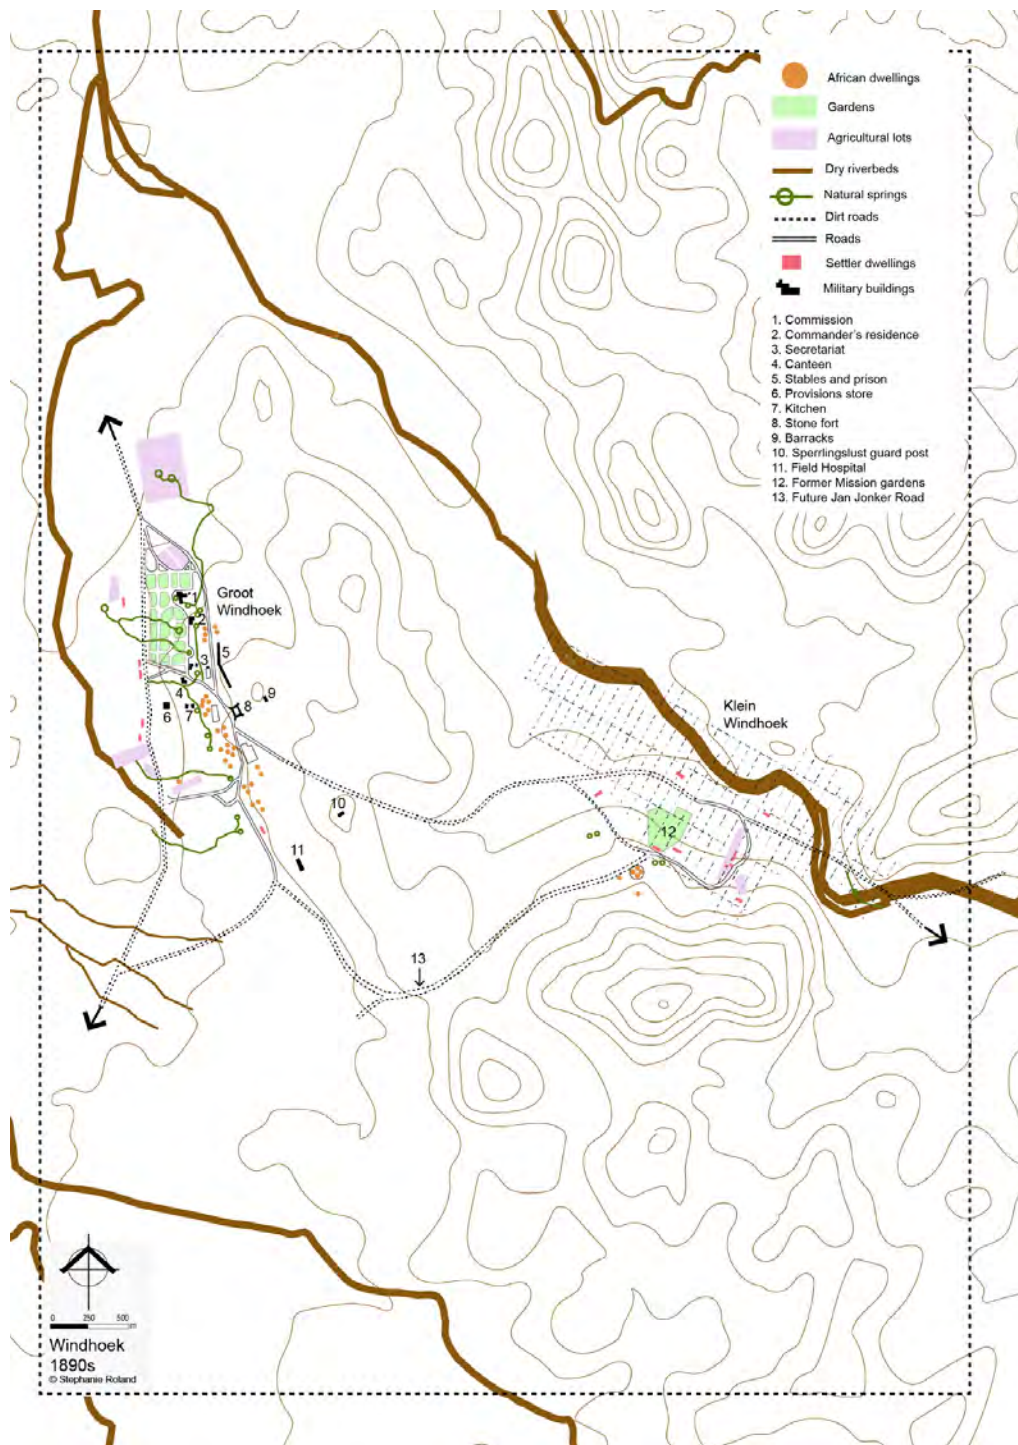 African dwellings
Gardens
Agricultural lots
Dry riverbeds
Natural springs
Dirt roads
Roads
Settler dwellings
Military buildings
1. Commission
2. Commander's residence
3. Secretariat
4. Canteen
5. Stables and prison
6. Provisions store
7. Kitchen
8. Stone fort
9. Barracks
10. Sperrlingslust guard post
11. Field Hospital
12. Former Mission gardens
13. Future Jan Jonker Road
Groot
Windhoek
1
2
3
5
4
9
6
7
8
Klein
Windhoek
10
12
11
13
0 250 500
m
Windhoek
1890s
© Stephanie Roland